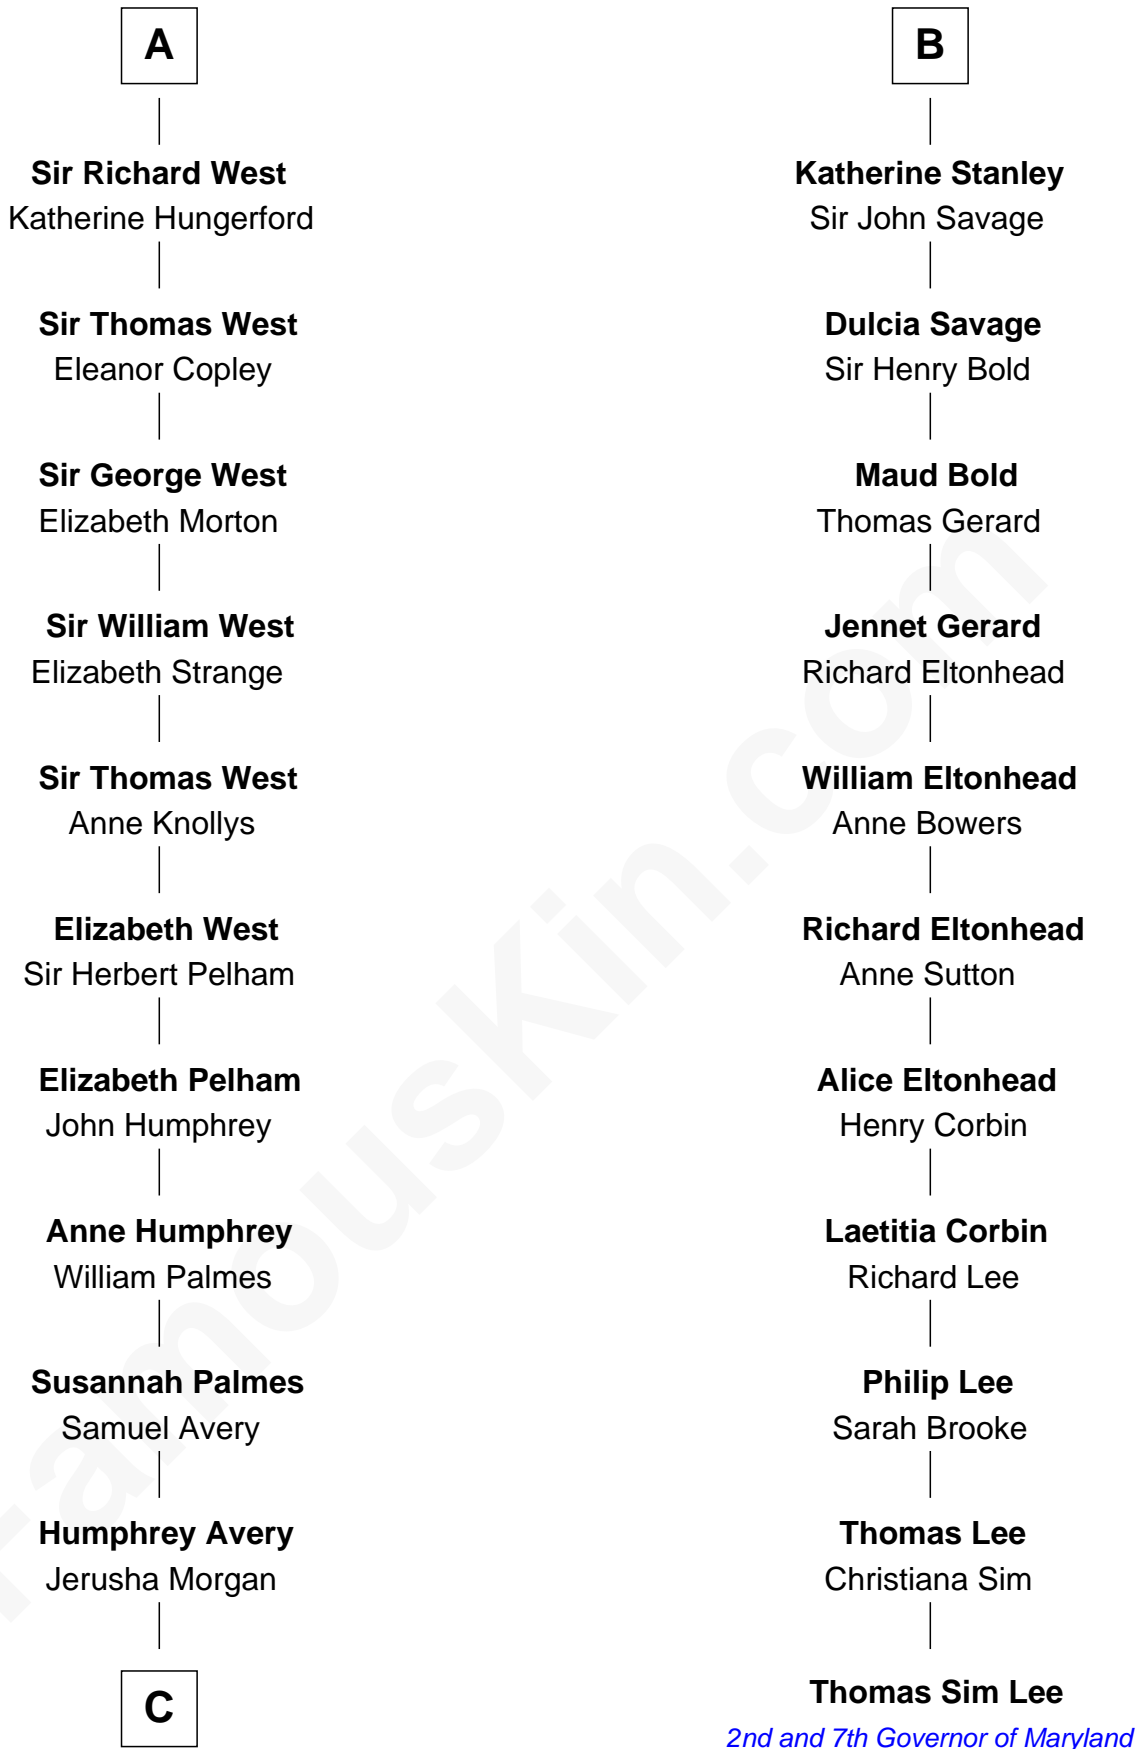 A
Sir Richard West
Katherine Hungerford
Sir Thomas West
Eleanor Copley
Sir George West
Elizabeth Morton
Sir William West
Elizabeth Strange
Sir Thomas West
Anne Knollys
Elizabeth West
Sir Herbert Pelham
Elizabeth Pelham
John Humphrey
Anne Humphrey
William Palmes
Susannah Palmes
Samuel Avery
Humphrey Avery
Jerusha Morgan
C
B
Katherine Stanley
Sir John Savage
Dulcia Savage
Sir Henry Bold
Maud Bold
Thomas Gerard
Jennet Gerard
Richard Eltonhead
William Eltonhead
Anne Bowers
Richard Eltonhead
Anne Sutton
Alice Eltonhead
Henry Corbin
Laetitia Corbin
Richard Lee
Philip Lee
Sarah Brooke
Thomas Lee
Christiana Sim
Thomas Sim Lee
2nd and 7th Governor of Maryland
FamousKin.com